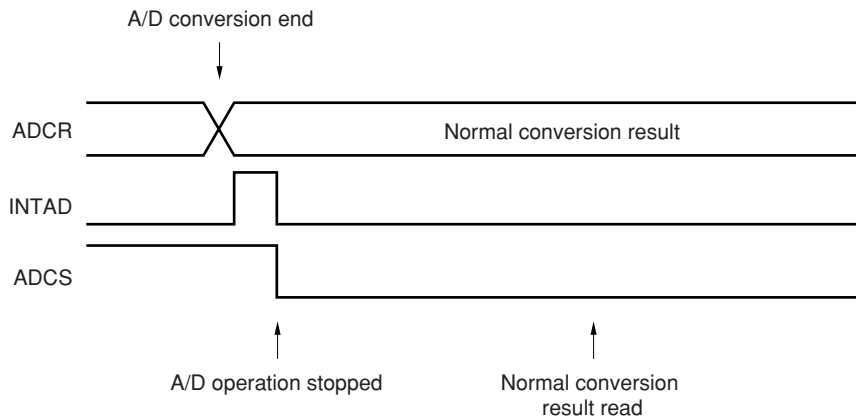 A/D conversion end
ADCR
Normal conversion result
INTAD
ADCS
A/D operation stopped
Normal conversion
result read